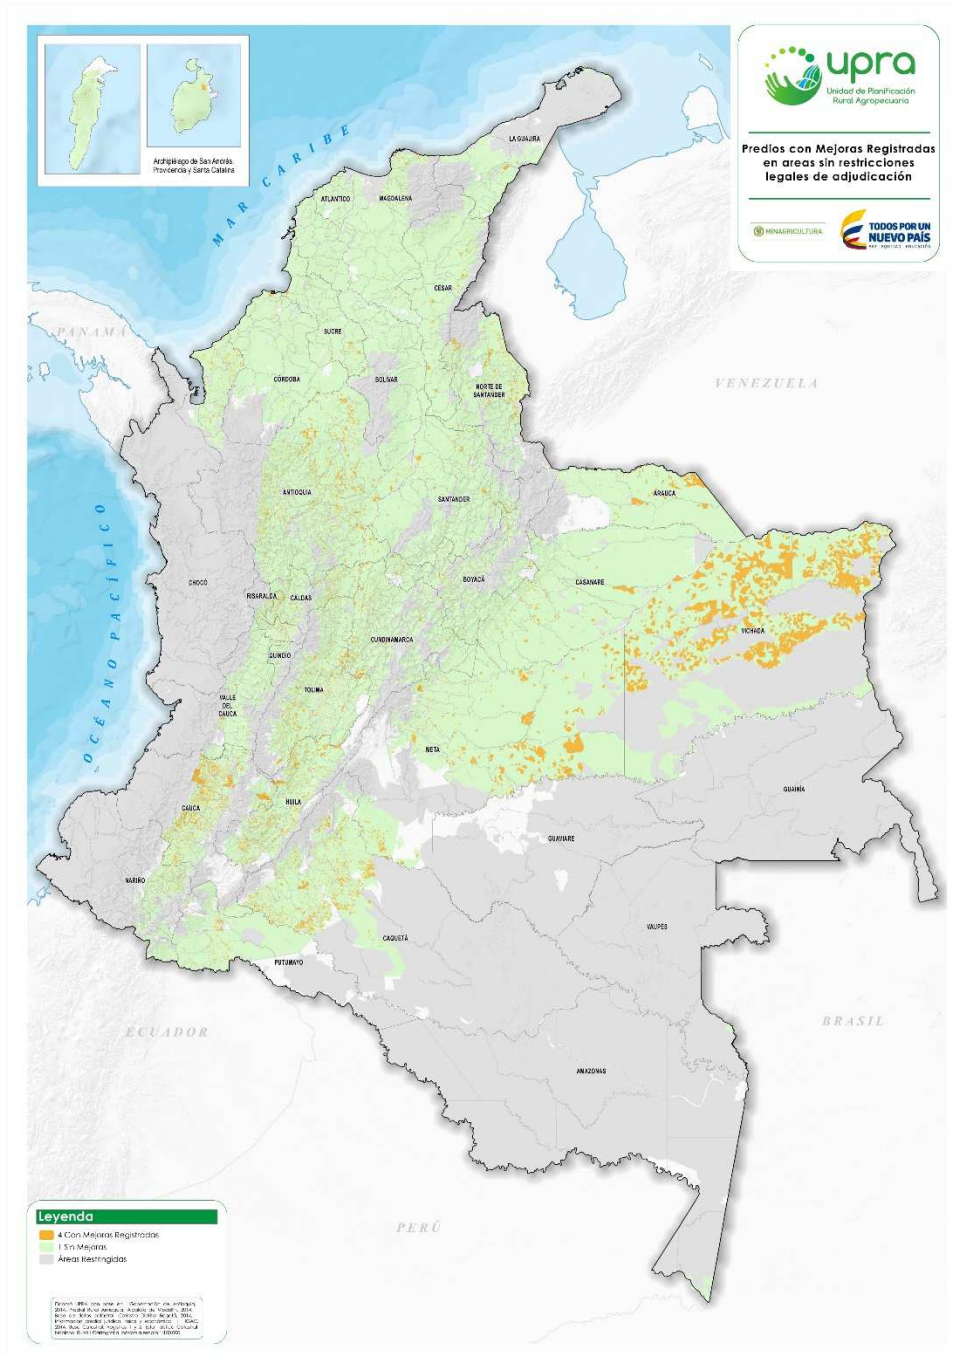 upra
Unidad de Planificación
Rural Agropecuaria
Predios con Mejoras Registradas
en areas sin restricciones
legales de adjudicación
MINAGRICULTURA
TODOS POR UN
NUEVO PAÍS
PAZ EQUIDAD EDUCACIÓN
Archipiélago de San Andrés,
Providencia y Santa Catalina
MAR CARIBE
LA GUAJIRA
ATLÁNTICO
MAGDALENA
CESAR
SUCRE
PANAMÁ
CÓRDOBA
BOLÍVAR
NORTE DE
SANTANDER
VENEZUELA
ANTIOQUIA
SANTANDER
ARAUCA
OCÉANO PACÍFICO
CHOCÓ
BOYACÁ
CASANARE
RISARALDA
CALDAS
CUNDINAMARCA
VICHADA
QUINDIO
TOLIMA
VALLE
DEL
CAUCA
META
CAUCA
HUILA
GUAINÍA
GUAVIARE
NARIÑO
CAQUETÁ
VAUPÉS
PUTUMAYO
ECUADOR
BRASIL
AMAZONAS
PERÚ
Leyenda
4 Con Mejoras Registradas
1 Sin Mejoras
Áreas Restringidas